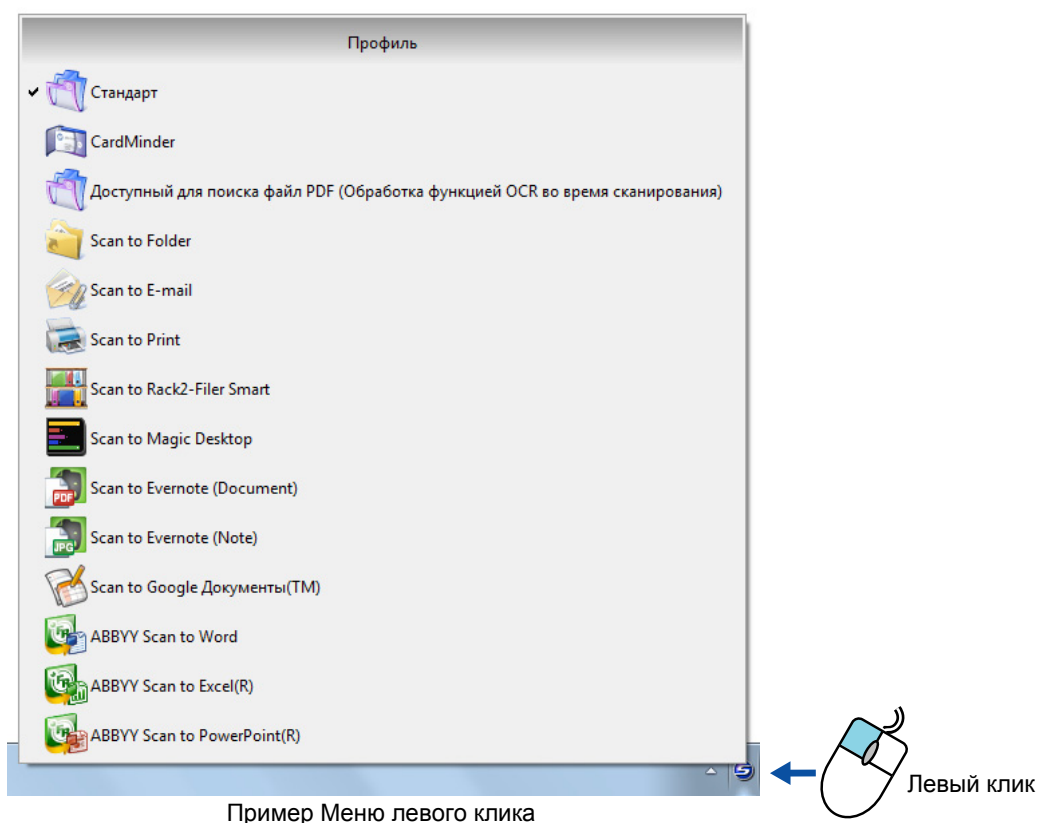 Профиль
Стандарт
CardMinder
Доступный для поиска файл PDF (Обработка функцией OCR во время сканирования)
Scan to Folder
Scan to E-mail
Scan to Print
Scan to Rack2-Filer Smart
Scan to Magic Desktop
Scan to Evernote (Document)
PDF
Scan to Evernote (Note)
JPG
Scan to Google Документы(TM)
ABBYY Scan to Word
ABBYY Scan to Excel(R)
ABBYY Scan to PowerPoint(R)
Левый клик
Пример Меню левого клика